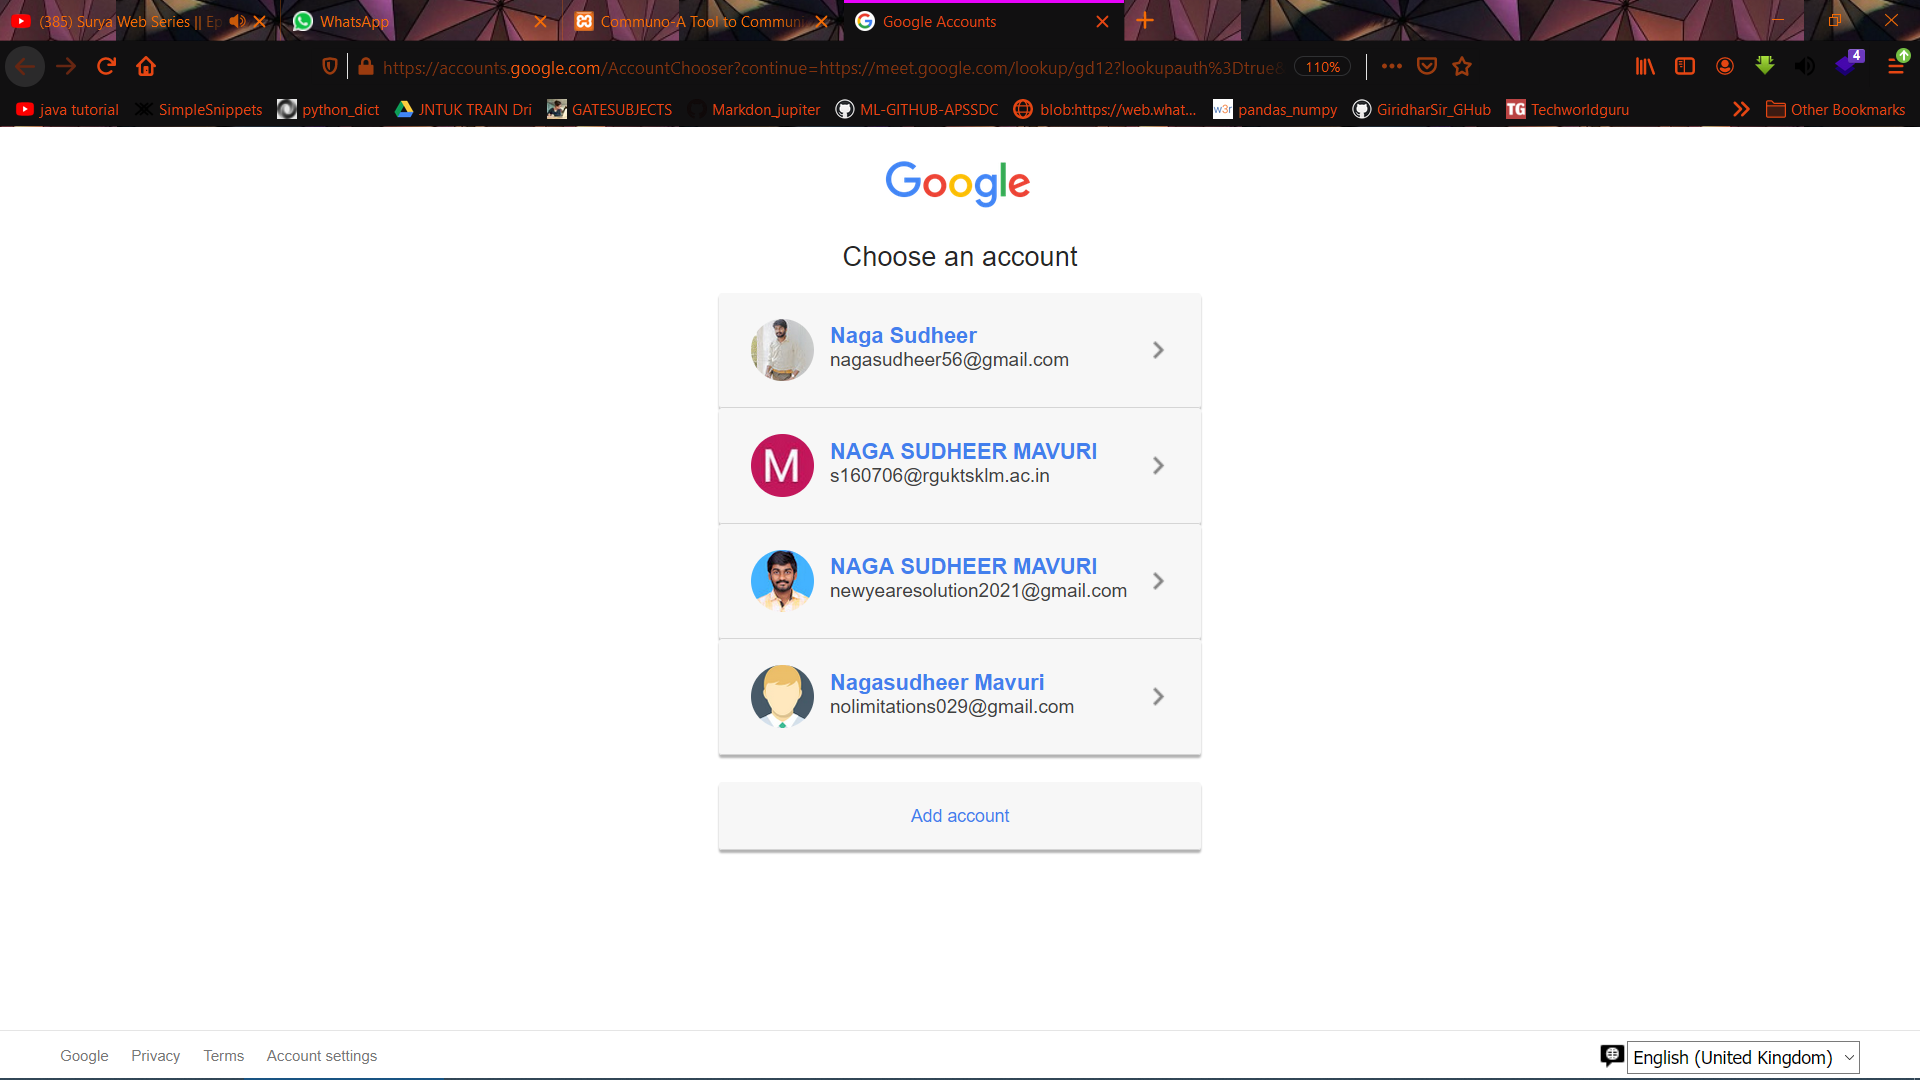 (385) Surya Web Series || Ep
WhatsApp
Communo-A Tool to Communi
Google Accounts
https://accounts.google.com/AccountChooser?continue=https://meet.google.com/lookup/gd12?lookupauth%3Dtrue&
110%
4
java tutorial
SimpleSnippets
python_dict
JNTUK TRAIN Dri
GATESUBJECTS
Markdon_jupiter
ML-GITHUB-APSSDC
blob:https://web.what...
w3r
pandas_numpy
GiridharSir_GHub
TG
Techworldguru
Other Bookmarks
Google
Choose an account
Naga Sudheer
nagasudheer56@gmail.com
M
NAGA SUDHEER MAVURI
s160706@rguktsklm.ac.in
NAGA SUDHEER MAVURI
newyearesolution2021@gmail.com
Nagasudheer Mavuri
nolimitations029@gmail.com
Add account
Google
Privacy
Terms
Account settings
English (United Kingdom)